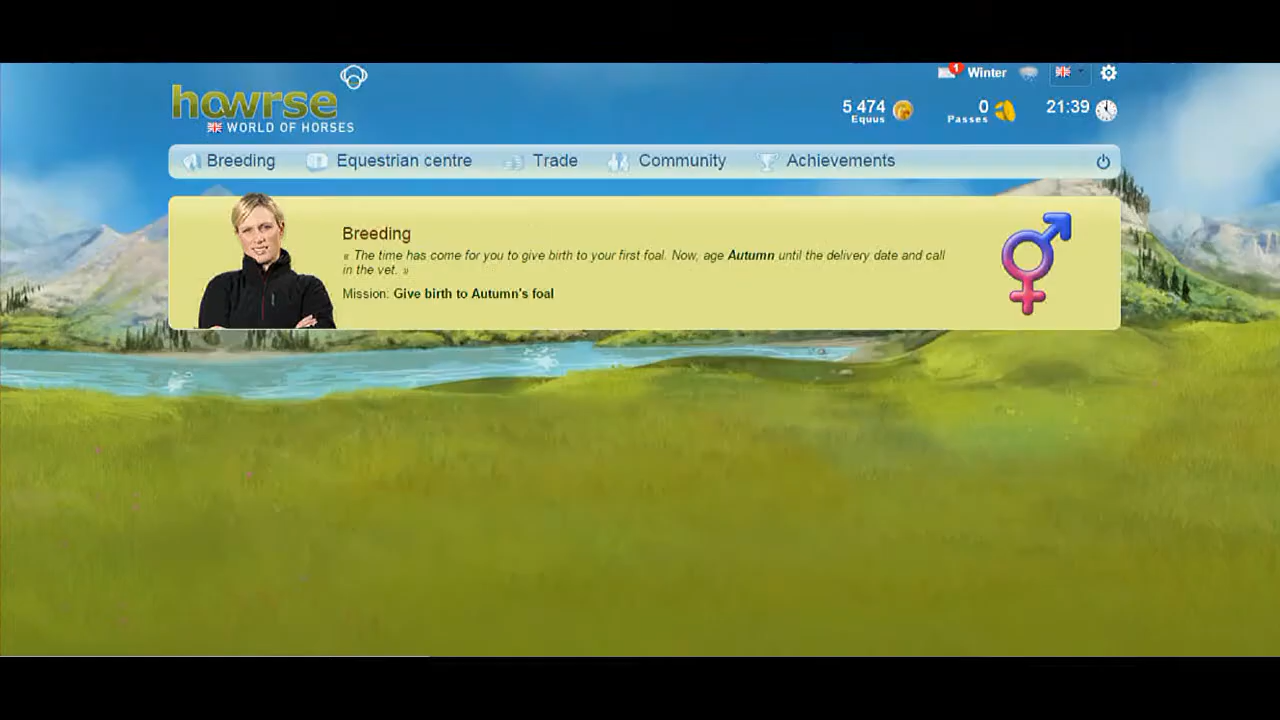 1 Winter
howrse
WORLD OF HORSES
5 474 Equus
0 Passes
21:39
Breeding Equestrian centre Trade Community Achievements
Breeding
« The time has come for you to give birth to your first foal. Now, age Autumn until the delivery date and call
in the vet. »
Mission: Give birth to Autumn's foal